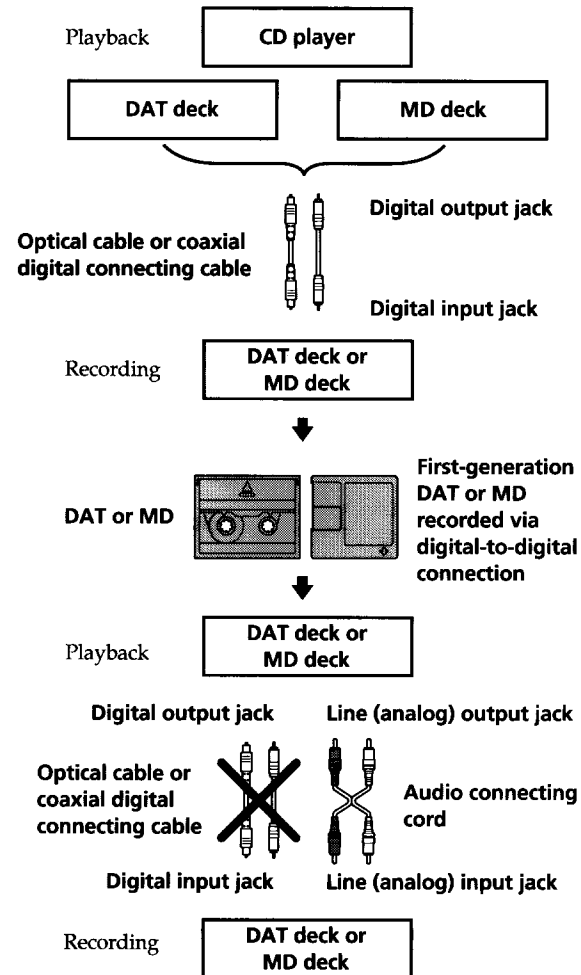 Playback
CD player
DAT deck
MD deck
Optical cable or coaxial
digital connecting cable
Digital output jack
Digital input jack
Recording
DAT deck or
MD deck
DAT or MD
First-generation
DAT or MD
recorded via
digital-to-digital
connection
Playback
DAT deck or
MD deck
Digital output jack
Line (analog) output jack
Optical cable or
coaxial digital
connecting cable
Audio connecting
cord
Digital input jack
Line (analog) input jack
Recording
DAT deck or
MD deck